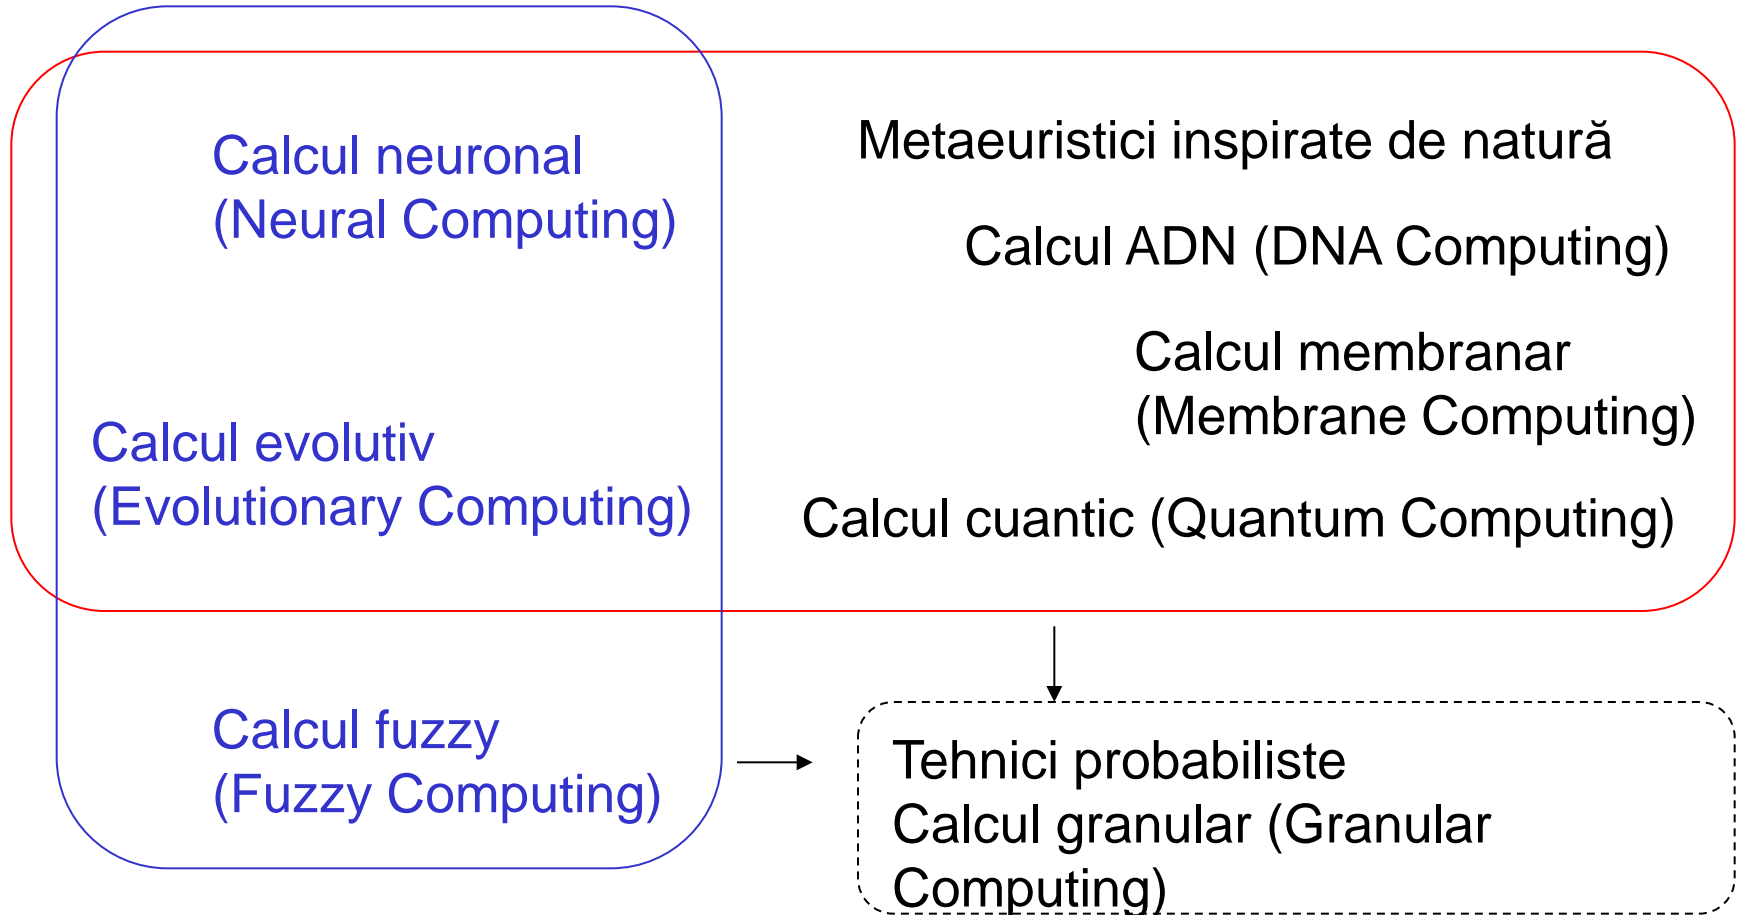 Calcul neuronal
(Neural Computing)
Calcul evolutiv
(Evolutionary Computing)
Calcul fuzzy
(Fuzzy Computing)
Metaeuristici inspirate de natură
Calcul ADN (DNA Computing)
Calcul membranar
(Membrane Computing)
Calcul cuantic (Quantum Computing)
Tehnici probabiliste
Calcul granular (Granular
Computing)